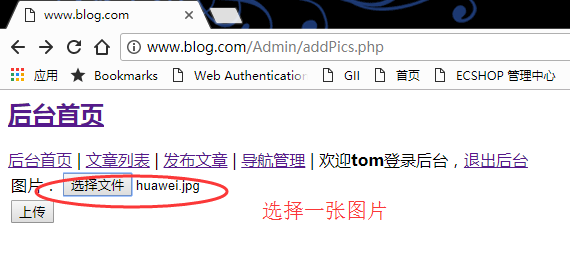 www.blog.com
www.blog.com/Admin/addPics.php
应用 Bookmarks Web Authentication GII 首页 ECSHOP 管理中心
后台首页
后台首页 | 文章列表 | 发布文章 | 导航管理 | 欢迎tom登录后台，退出后台
图片： 选择文件 huawei.jpg
上传
选择一张图片